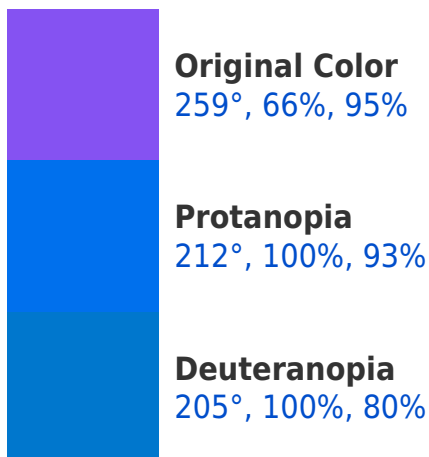 Original Color
259°, 66%, 95%
Protanopia
212°, 100%, 93%
Deuteranopia
205°, 100%, 80%